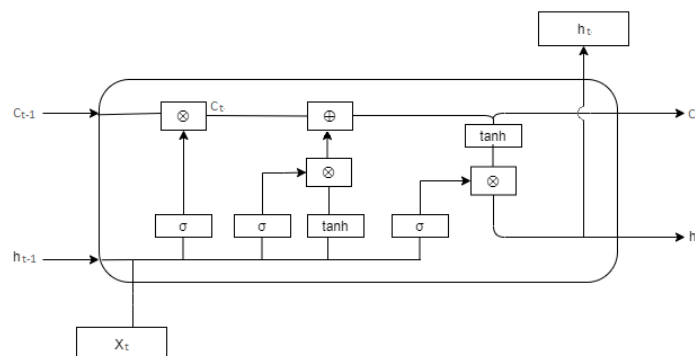 hₜ
Cₜ₋₁
⊗
Cₜ
⊕
C
tanh
⊗
⊗
σ
σ
tanh
σ
hₜ₋₁
h
Xₜ